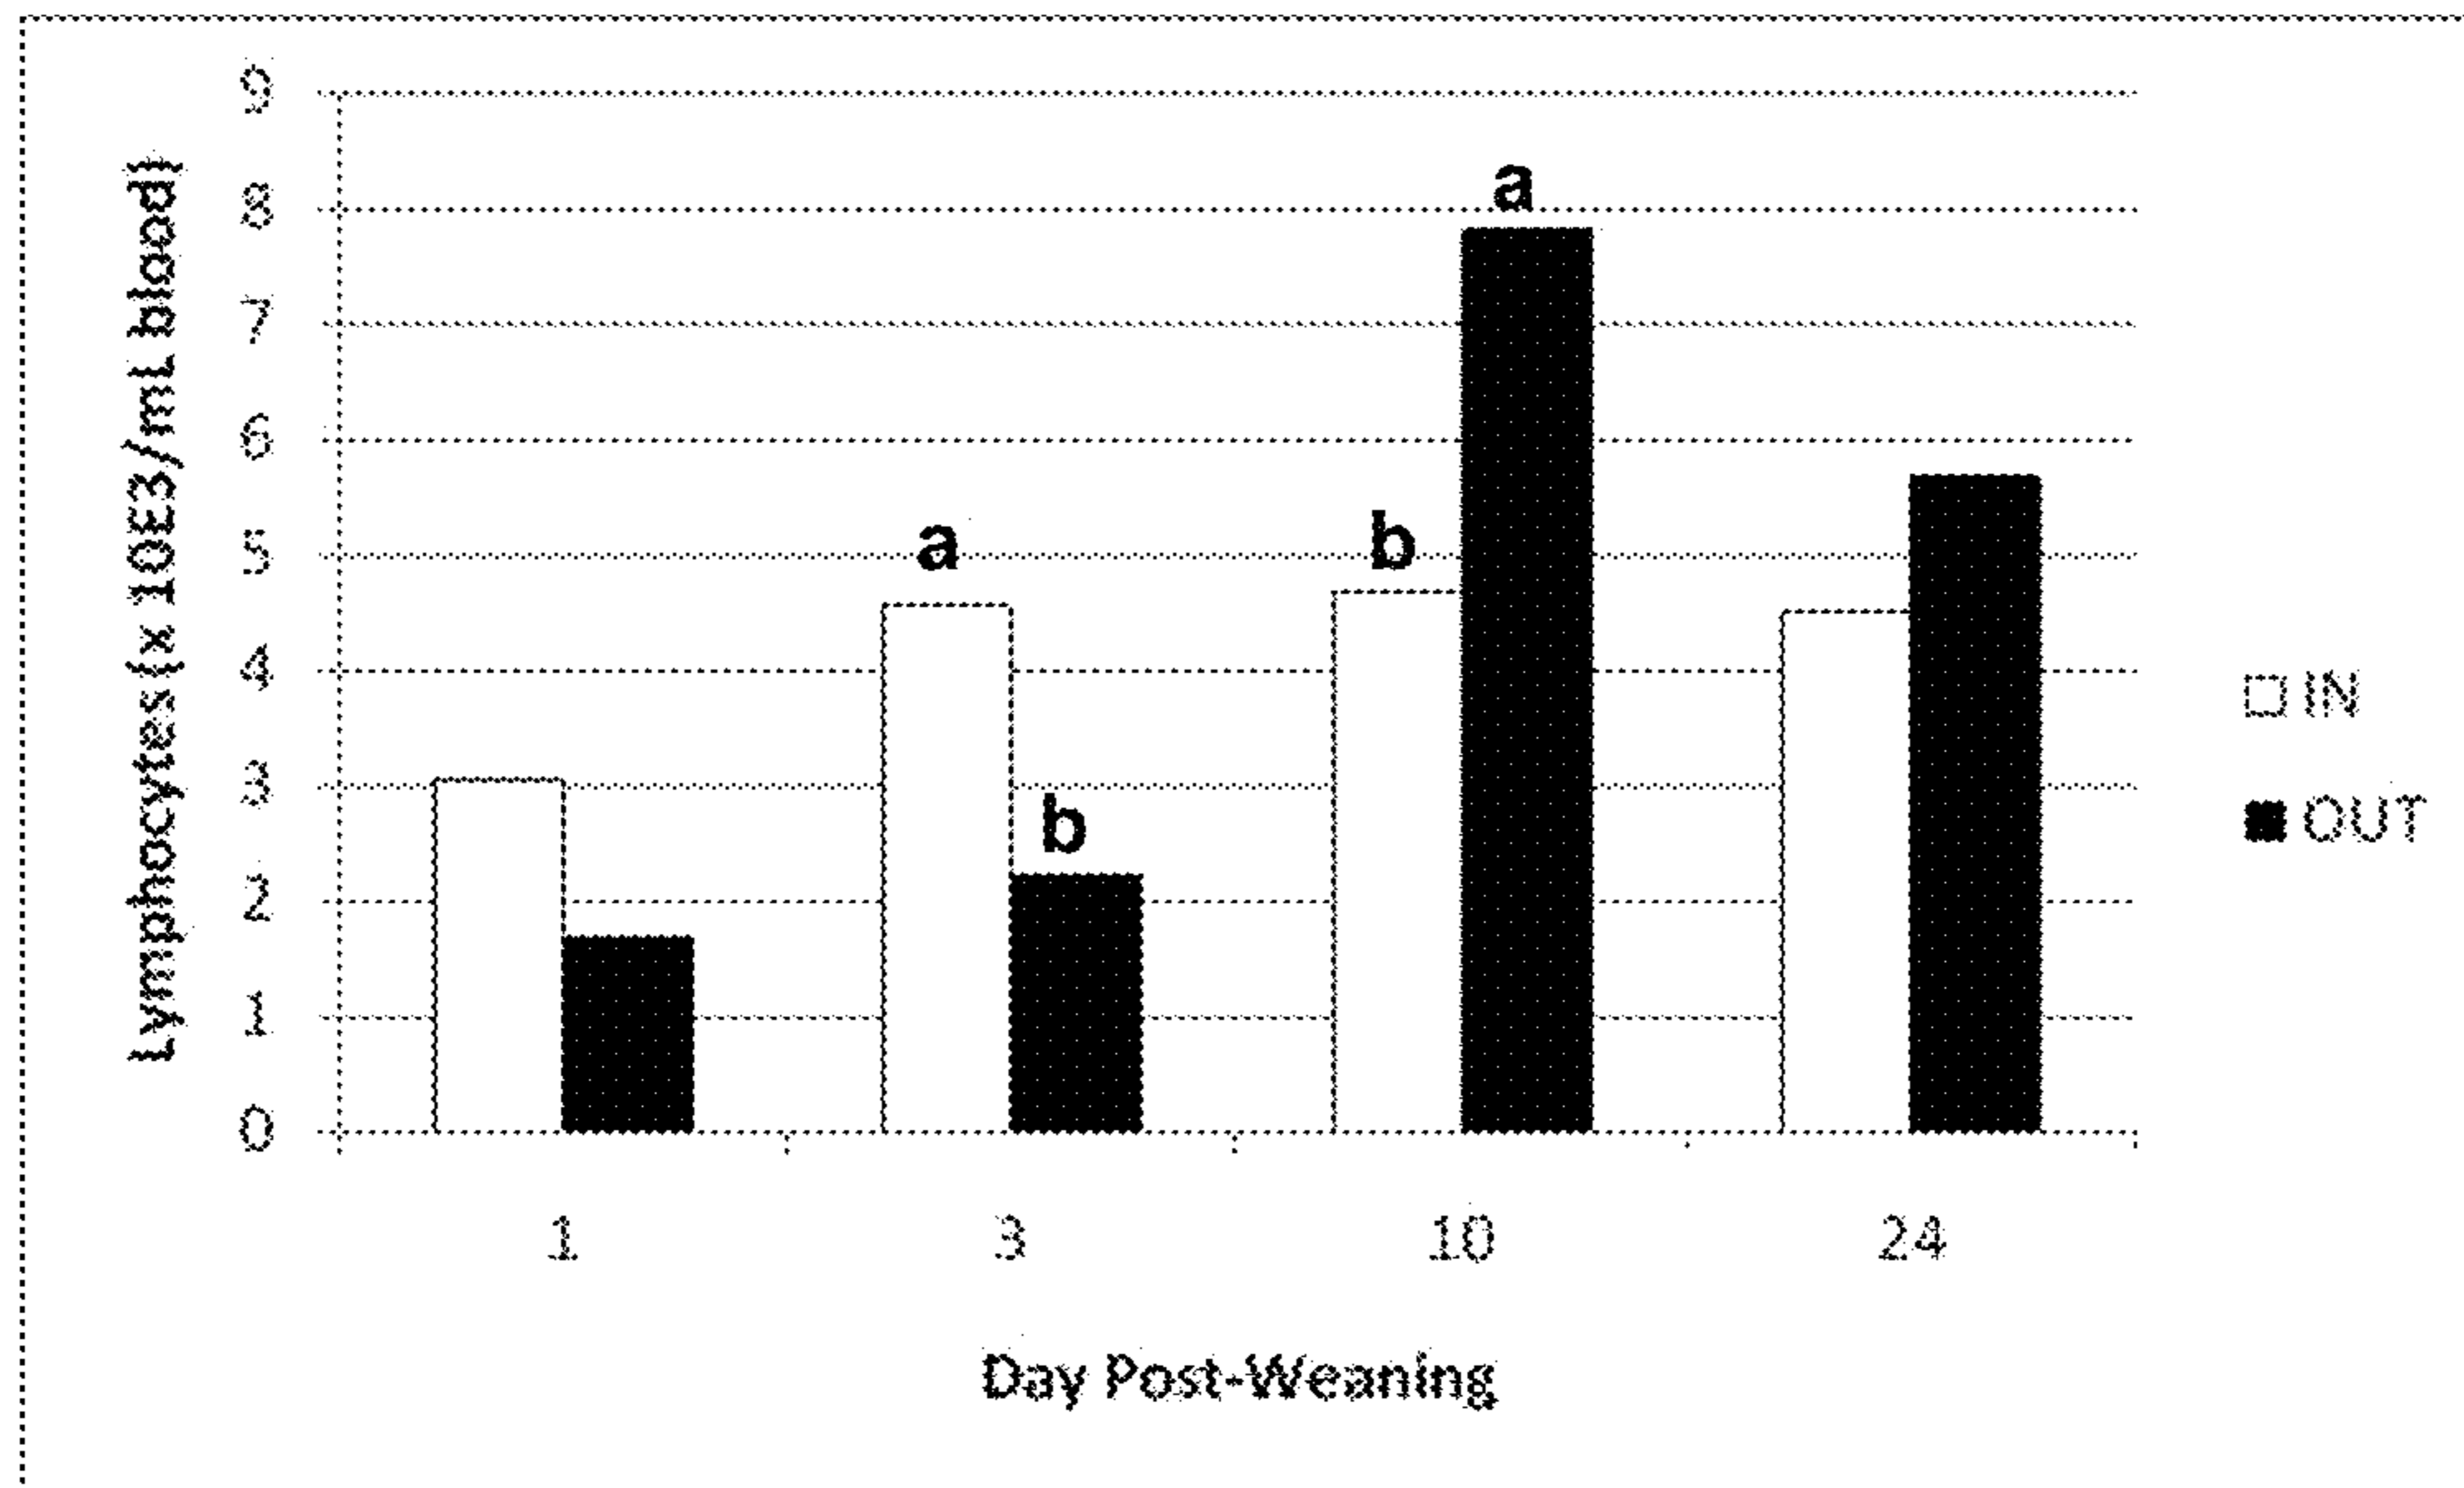 Lymphocytes (x 10E3/mL blood)
9
8
7
6
5
4
3
2
1
0
a
b
b
a
1
3
10
24
Day Post-Weaning
IN
OUT